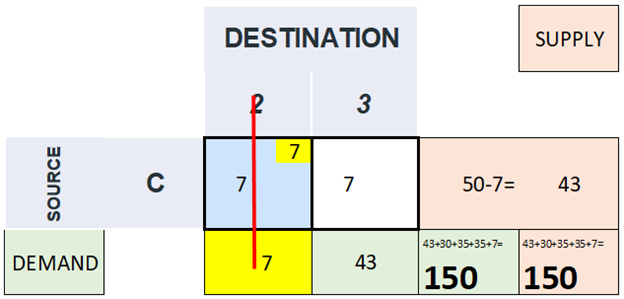 DESTINATION
SUPPLY
2
3
SOURCE
C
7
7
7
50-7= 43
DEMAND
7
43
43+30+35+35+7=
150
43+30+35+35+7=
150